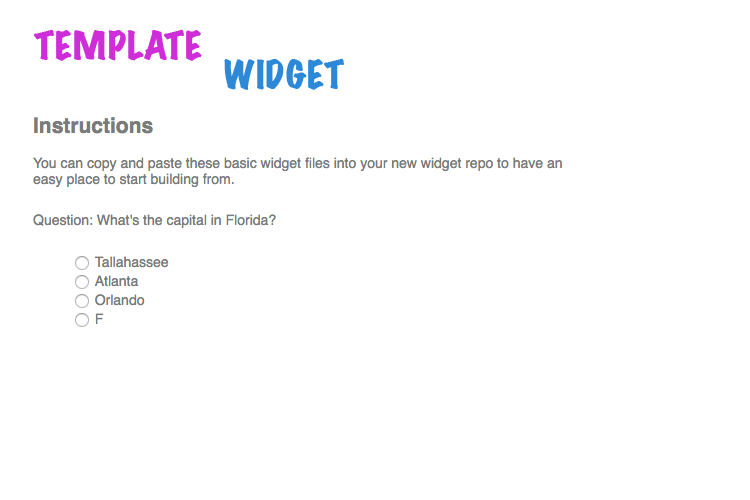 TEMPLATE
WIDGET
Instructions
You can copy and paste these basic widget files into your new widget repo to have an
easy place to start building from.
Question: What's the capital in Florida?
Tallahassee
Atlanta
Orlando
F